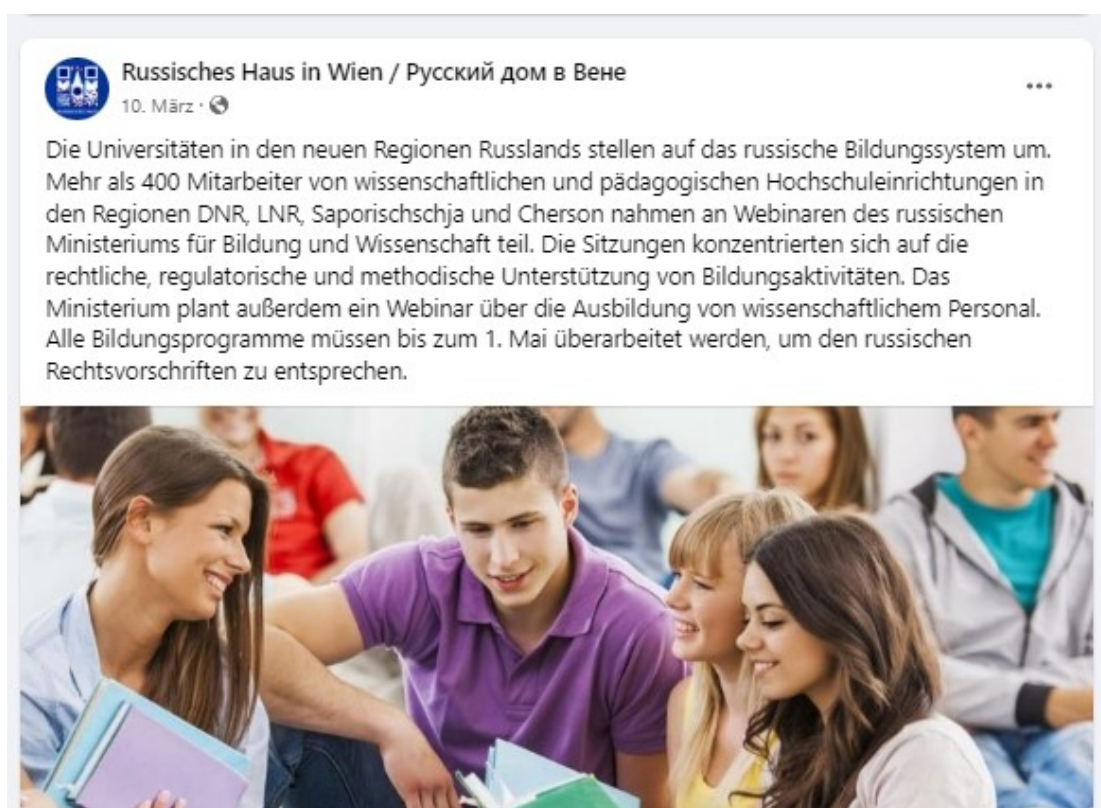 Russisches Haus in Wien / Русский дом в Вене
10. März ·
Die Universitäten in den neuen Regionen Russlands stellen auf das russische Bildungssystem um.
Mehr als 400 Mitarbeiter von wissenschaftlichen und pädagogischen Hochschuleinrichtungen in
den Regionen DNR, LNR, Saporischschja und Cherson nahmen an Webinaren des russischen
Ministeriums für Bildung und Wissenschaft teil. Die Sitzungen konzentrierten sich auf die
rechtliche, regulatorische und methodische Unterstützung von Bildungsaktivitäten. Das
Ministerium plant außerdem ein Webinar über die Ausbildung von wissenschaftlichem Personal.
Alle Bildungsprogramme müssen bis zum 1. Mai überarbeitet werden, um den russischen
Rechtsvorschriften zu entsprechen.